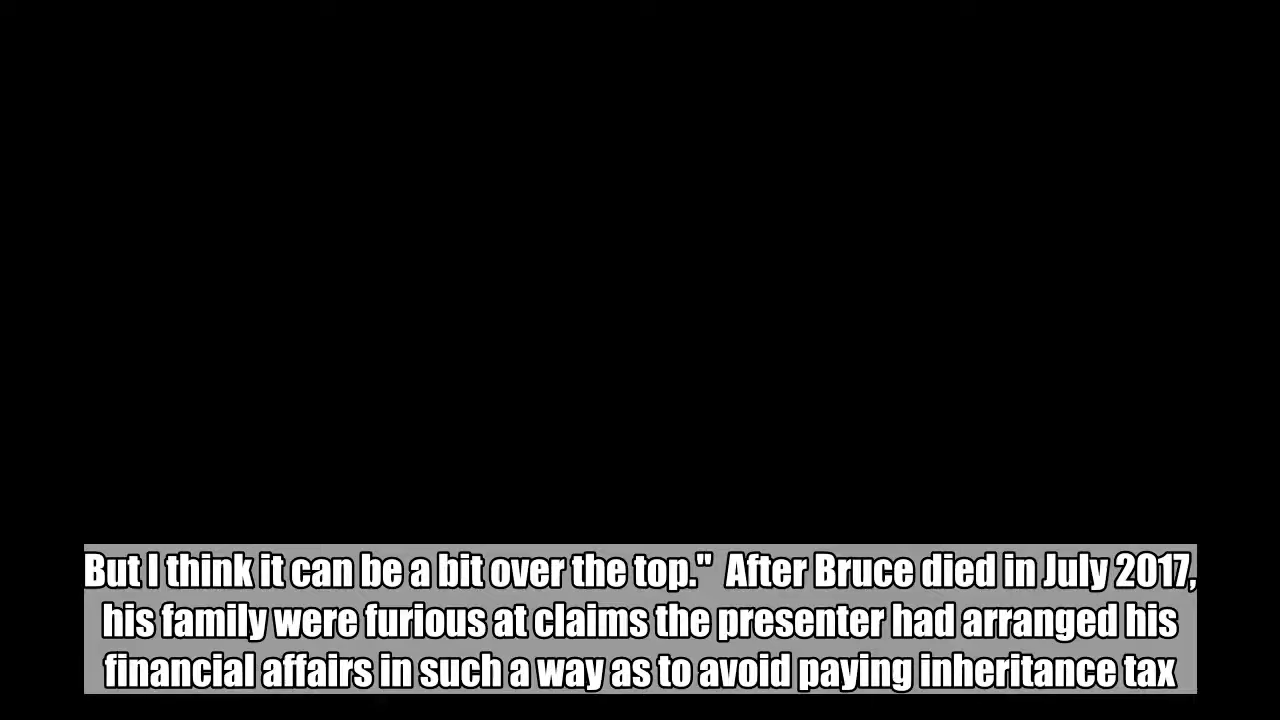 But I think it can be a bit over the top."  After Bruce died in July 2017,
his family were furious at claims the presenter had arranged his
financial affairs in such a way as to avoid paying inheritance tax